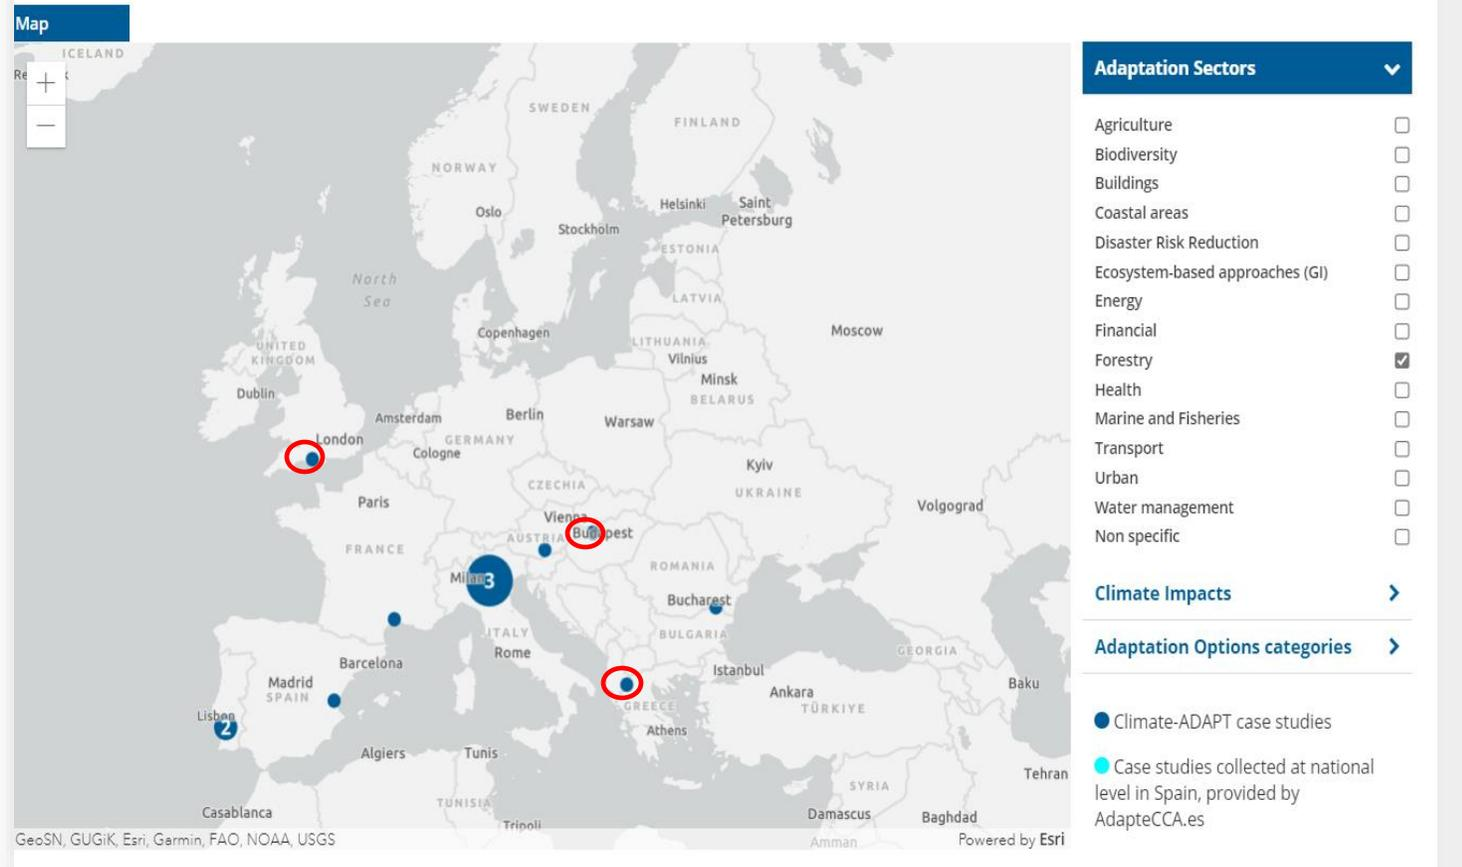 Map
ICELAND
SWEDEN
FINLAND
NORWAY
Oslo
Helsinki
Saint
Petersburg
Stockholm
ESTONIA
North
Sea
LATVIA
Copenhagen
Moscow
LITHUANIA
Vilnius
UNITED
KINGDOM
Minsk
BELARUS
Dublin
Amsterdam
Berlin
Warsaw
London
GERMANY
Cologne
Kyiv
CZECHIA
UKRAINE
Paris
Volgograd
Vienna
Budapest
AUSTRIA
FRANCE
ROMANIA
Milan
3
Bucharest
ITALY
BULGARIA
Rome
GEORGIA
Barcelona
Istanbul
Madrid
SPAIN
Ankara
Baku
GREECE
TÜRKIYE
Lisbon
2
Athens
Algiers
Tunis
Tehran
SYRIA
TUNISIA
Casablanca
Damascus
Baghdad
Tripoli
Amman
GeoSN, GUGiK, Esri, Garmin, FAO, NOAA, USGS
Powered by Esri
Adaptation Sectors
Agriculture
Biodiversity
Buildings
Coastal areas
Disaster Risk Reduction
Ecosystem-based approaches (GI)
Energy
Financial
Forestry
Health
Marine and Fisheries
Transport
Urban
Water management
Non specific
Climate Impacts
Adaptation Options categories
Climate-ADAPT case studies
Case studies collected at national
level in Spain, provided by
AdapteCCA.es